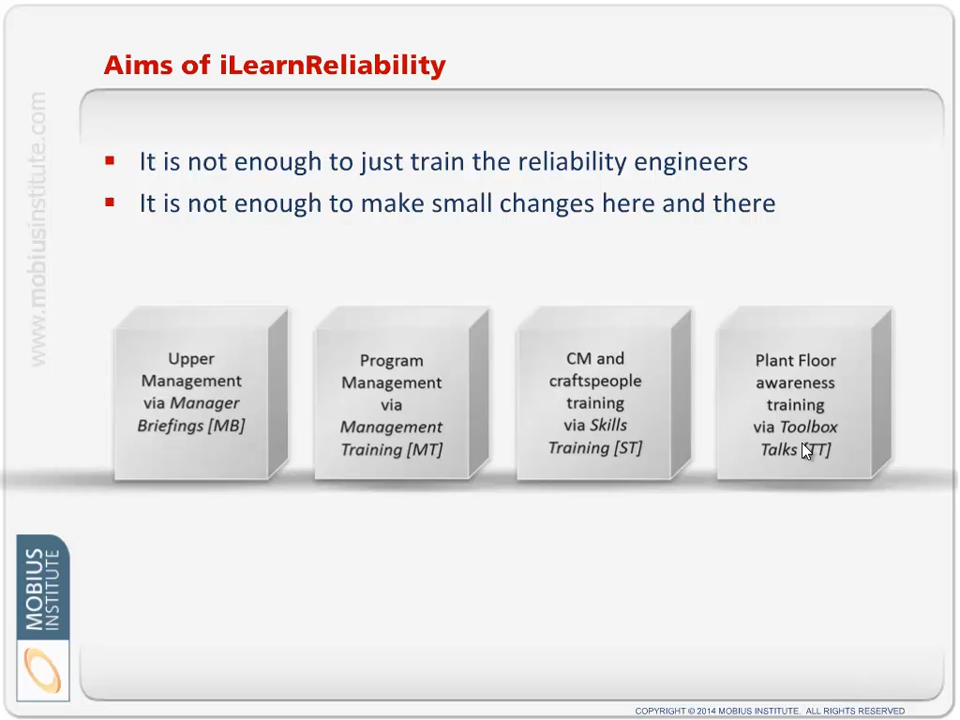 Aims of iLearnReliability
It is not enough to just train the reliability engineers
It is not enough to make small changes here and there
www.mobiusinstitute.com
Upper
Management
via Manager
Briefings [MB]
Program
Management
via
Management
Training [MT]
CM and
craftspeople
training
via Skills
Training [ST]
Plant Floor
awareness
training
via Toolbox
Talks [TT]
MOBIUS
INSTITUTE
COPYRIGHT © 2014 MOBIUS INSTITUTE. ALL RIGHTS RESERVED